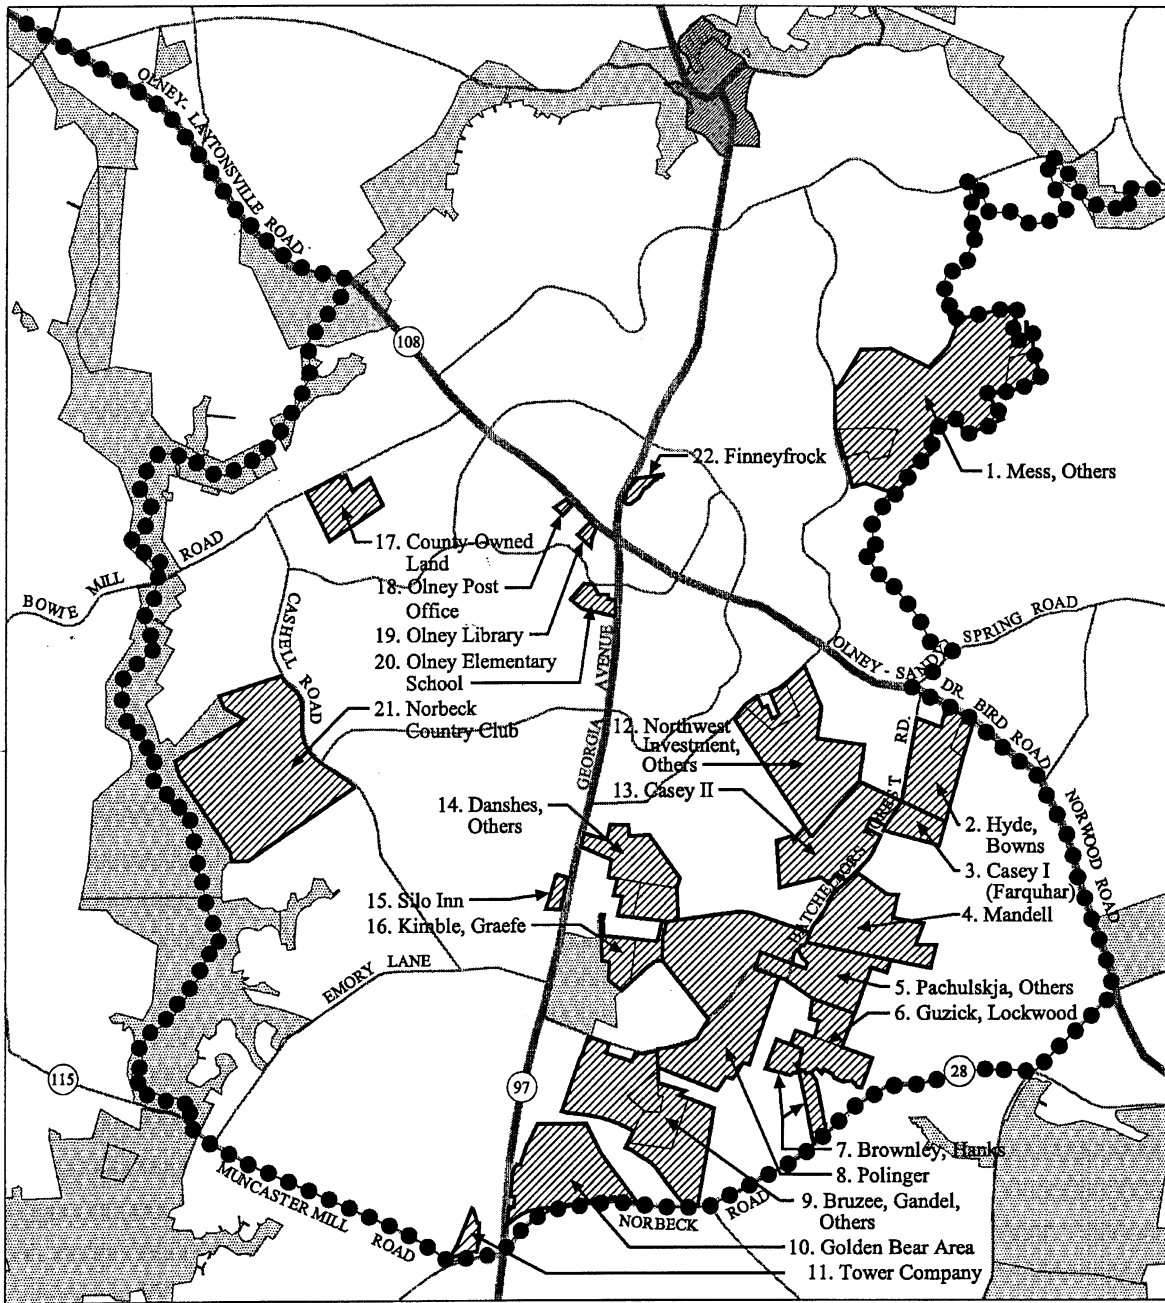 OLNEY-LAYTONSVILLE ROAD
108
22. Finneyfrock
1. Mess, Others
17. County-Owned
Land
18. Olney Post
Office
19. Olney Library
20. Olney Elementary
School
21. Norbeck
Country Club
BOWIE MILL ROAD
CASHELL ROAD
GEORGIA AVENUE
OLNEY-SANDY SPRING ROAD
DR. BIRD ROAD
NORWOOD ROAD
BATCHELLORS FOREST RD.
12. Northwest
Investment,
Others
13. Casey II
14. Danshes,
Others
2. Hyde,
Bowns
3. Casey I
(Farquhar)
4. Mandell
15. Silo Inn
16. Kimble, Graefe
EMORY LANE
5. Pachulskja, Others
6. Guzick, Lockwood
115
97
28
7. Brownley, Hanks
8. Polinger
9. Bruzee, Gandel,
Others
MUNCASTER MILL ROAD
NORBECK ROAD
10. Golden Bear Area
11. Tower Company